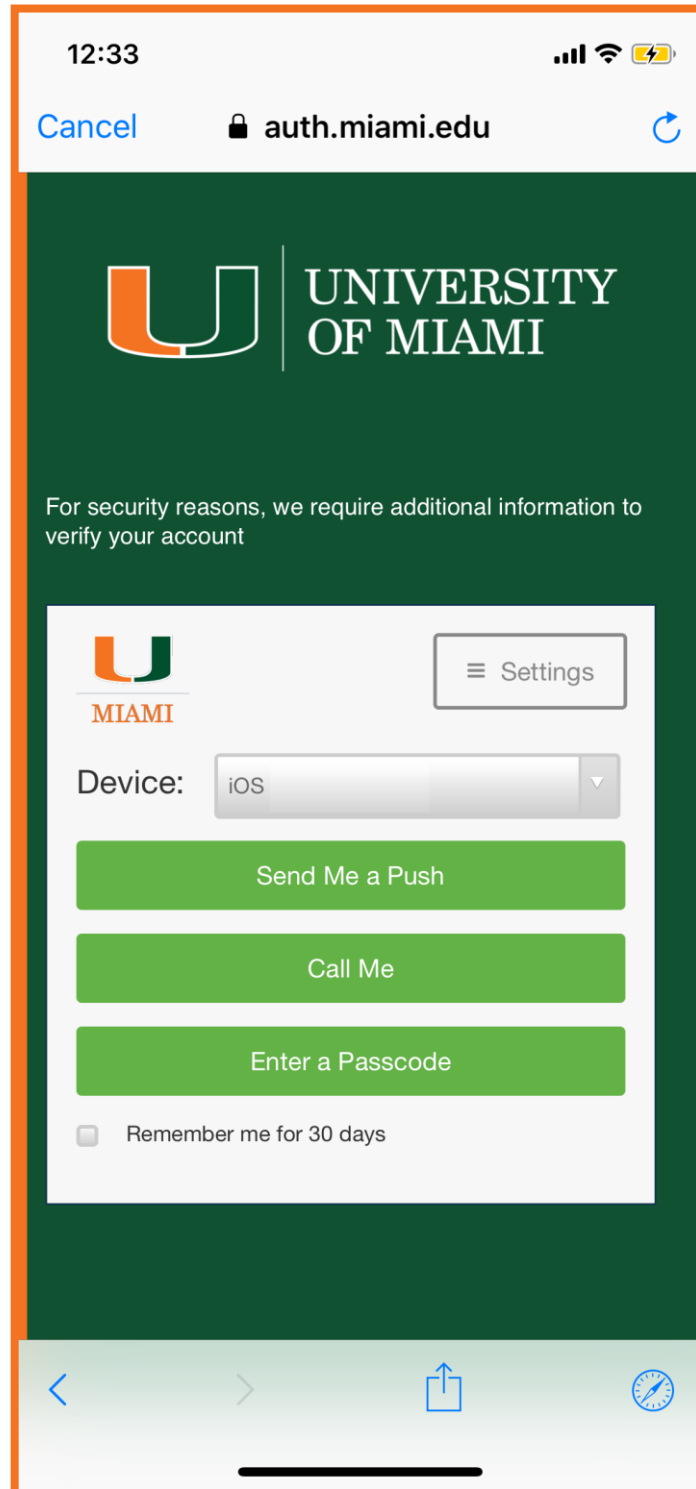 12:33
Cancel auth.miami.edu
UNIVERSITY
OF MIAMI
For security reasons, we require additional information to
verify your account
MIAMI
Settings
Device: iOS
Send Me a Push
Call Me
Enter a Passcode
Remember me for 30 days